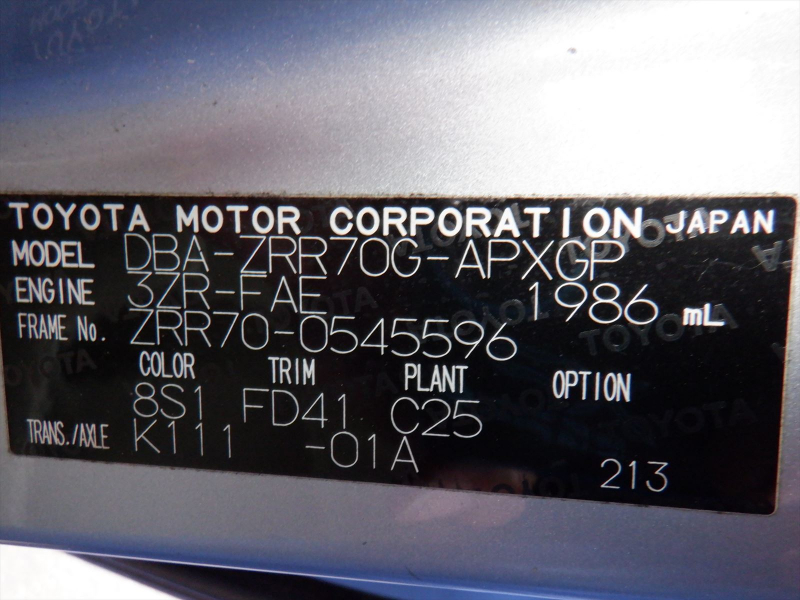 TOYOTA MOTOR CORPORATION JAPAN
MODEL DBA-ZRR70G-APXGP
ENGINE 3ZR-FAE 1986 mL
FRAME No. ZRR70-0545596
COLOR TRIM PLANT OPTION
8S1 FD41 C25
TRANS./AXLE K111 -01A
213